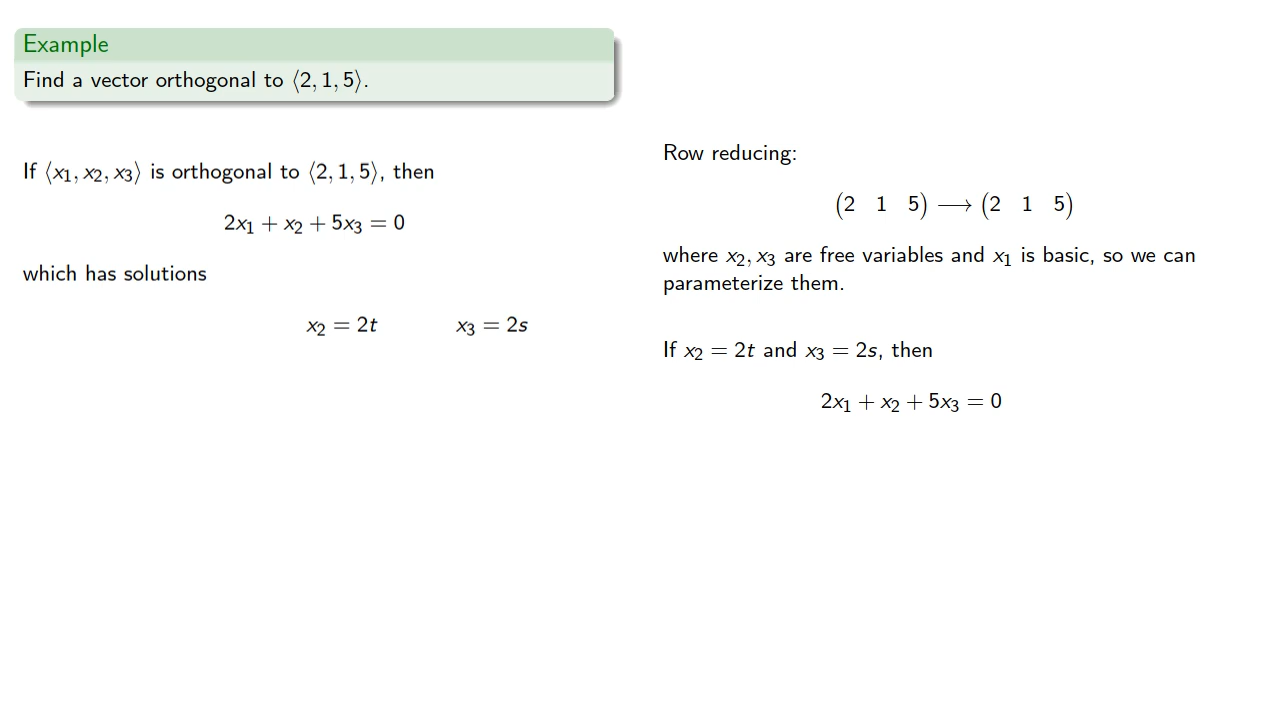 Example
Find a vector orthogonal to ⟨2, 1, 5⟩.
If ⟨x₁, x₂, x₃⟩ is orthogonal to ⟨2, 1, 5⟩, then
2x₁ + x₂ + 5x₃ = 0
which has solutions
x₂ = 2t x₃ = 2s
Row reducing:
(2 1 5) ⟶ (2 1 5)
where x₂, x₃ are free variables and x₁ is basic, so we can
parameterize them.
If x₂ = 2t and x₃ = 2s, then
2x₁ + x₂ + 5x₃ = 0